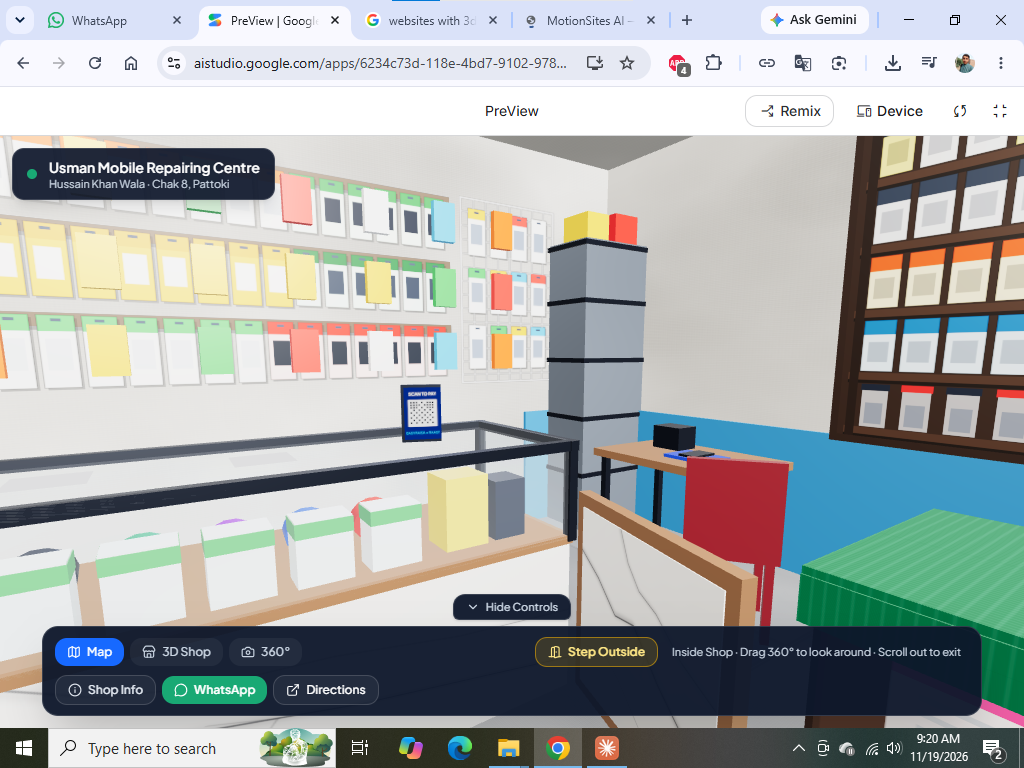 WhatsApp
PreView | Google
websites with 3d
MotionSites AI –
Ask Gemini
aistudio.google.com/apps/6234c73d-118e-4bd7-9102-978...
4
PreView
Remix
Device
Usman Mobile Repairing Centre
Hussain Khan Wala · Chak 8, Pattoki
SCAN TO PAY
Hide Controls
Map
3D Shop
360°
Step Outside
Inside Shop · Drag 360° to look around · Scroll out to exit
Shop Info
WhatsApp
Directions
Type here to search
9:20 AM
11/19/2026
2